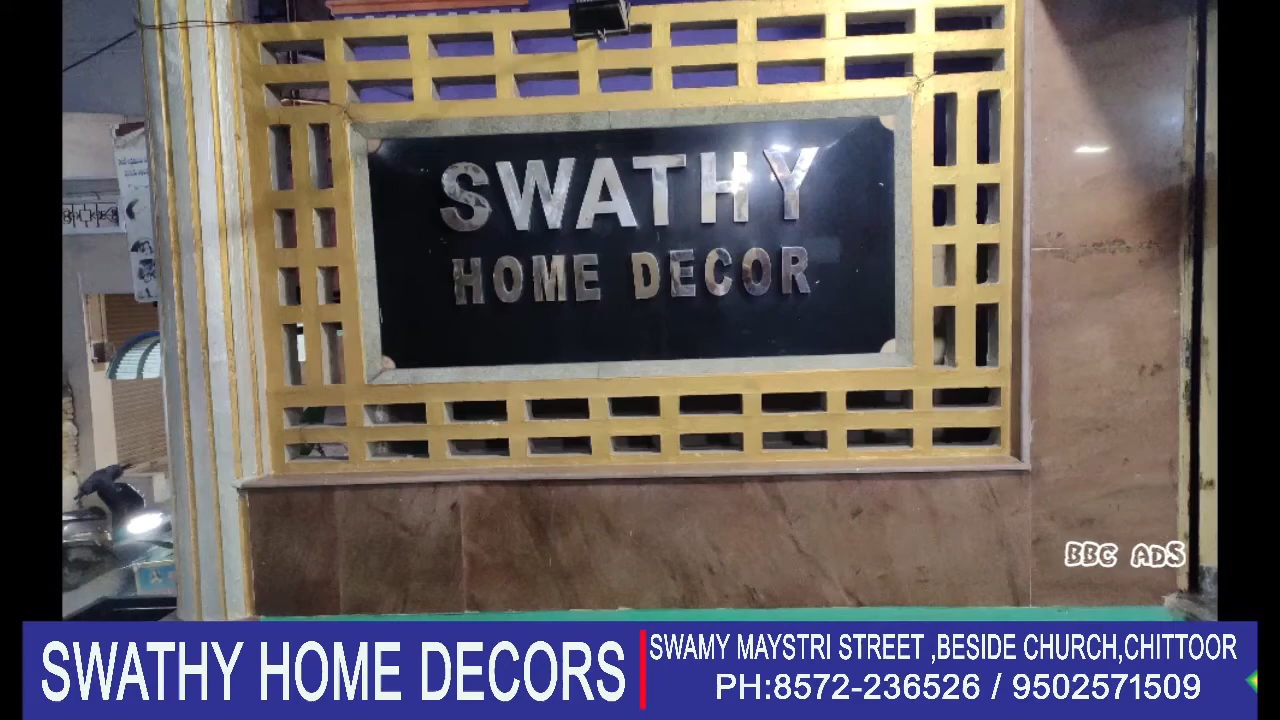 SWATHY
HOME DECOR
BBC ADS
SWATHY HOME DECORS
SWAMY MAYSTRI STREET ,BESIDE CHURCH,CHITTOOR
PH:8572-236526 / 9502571509